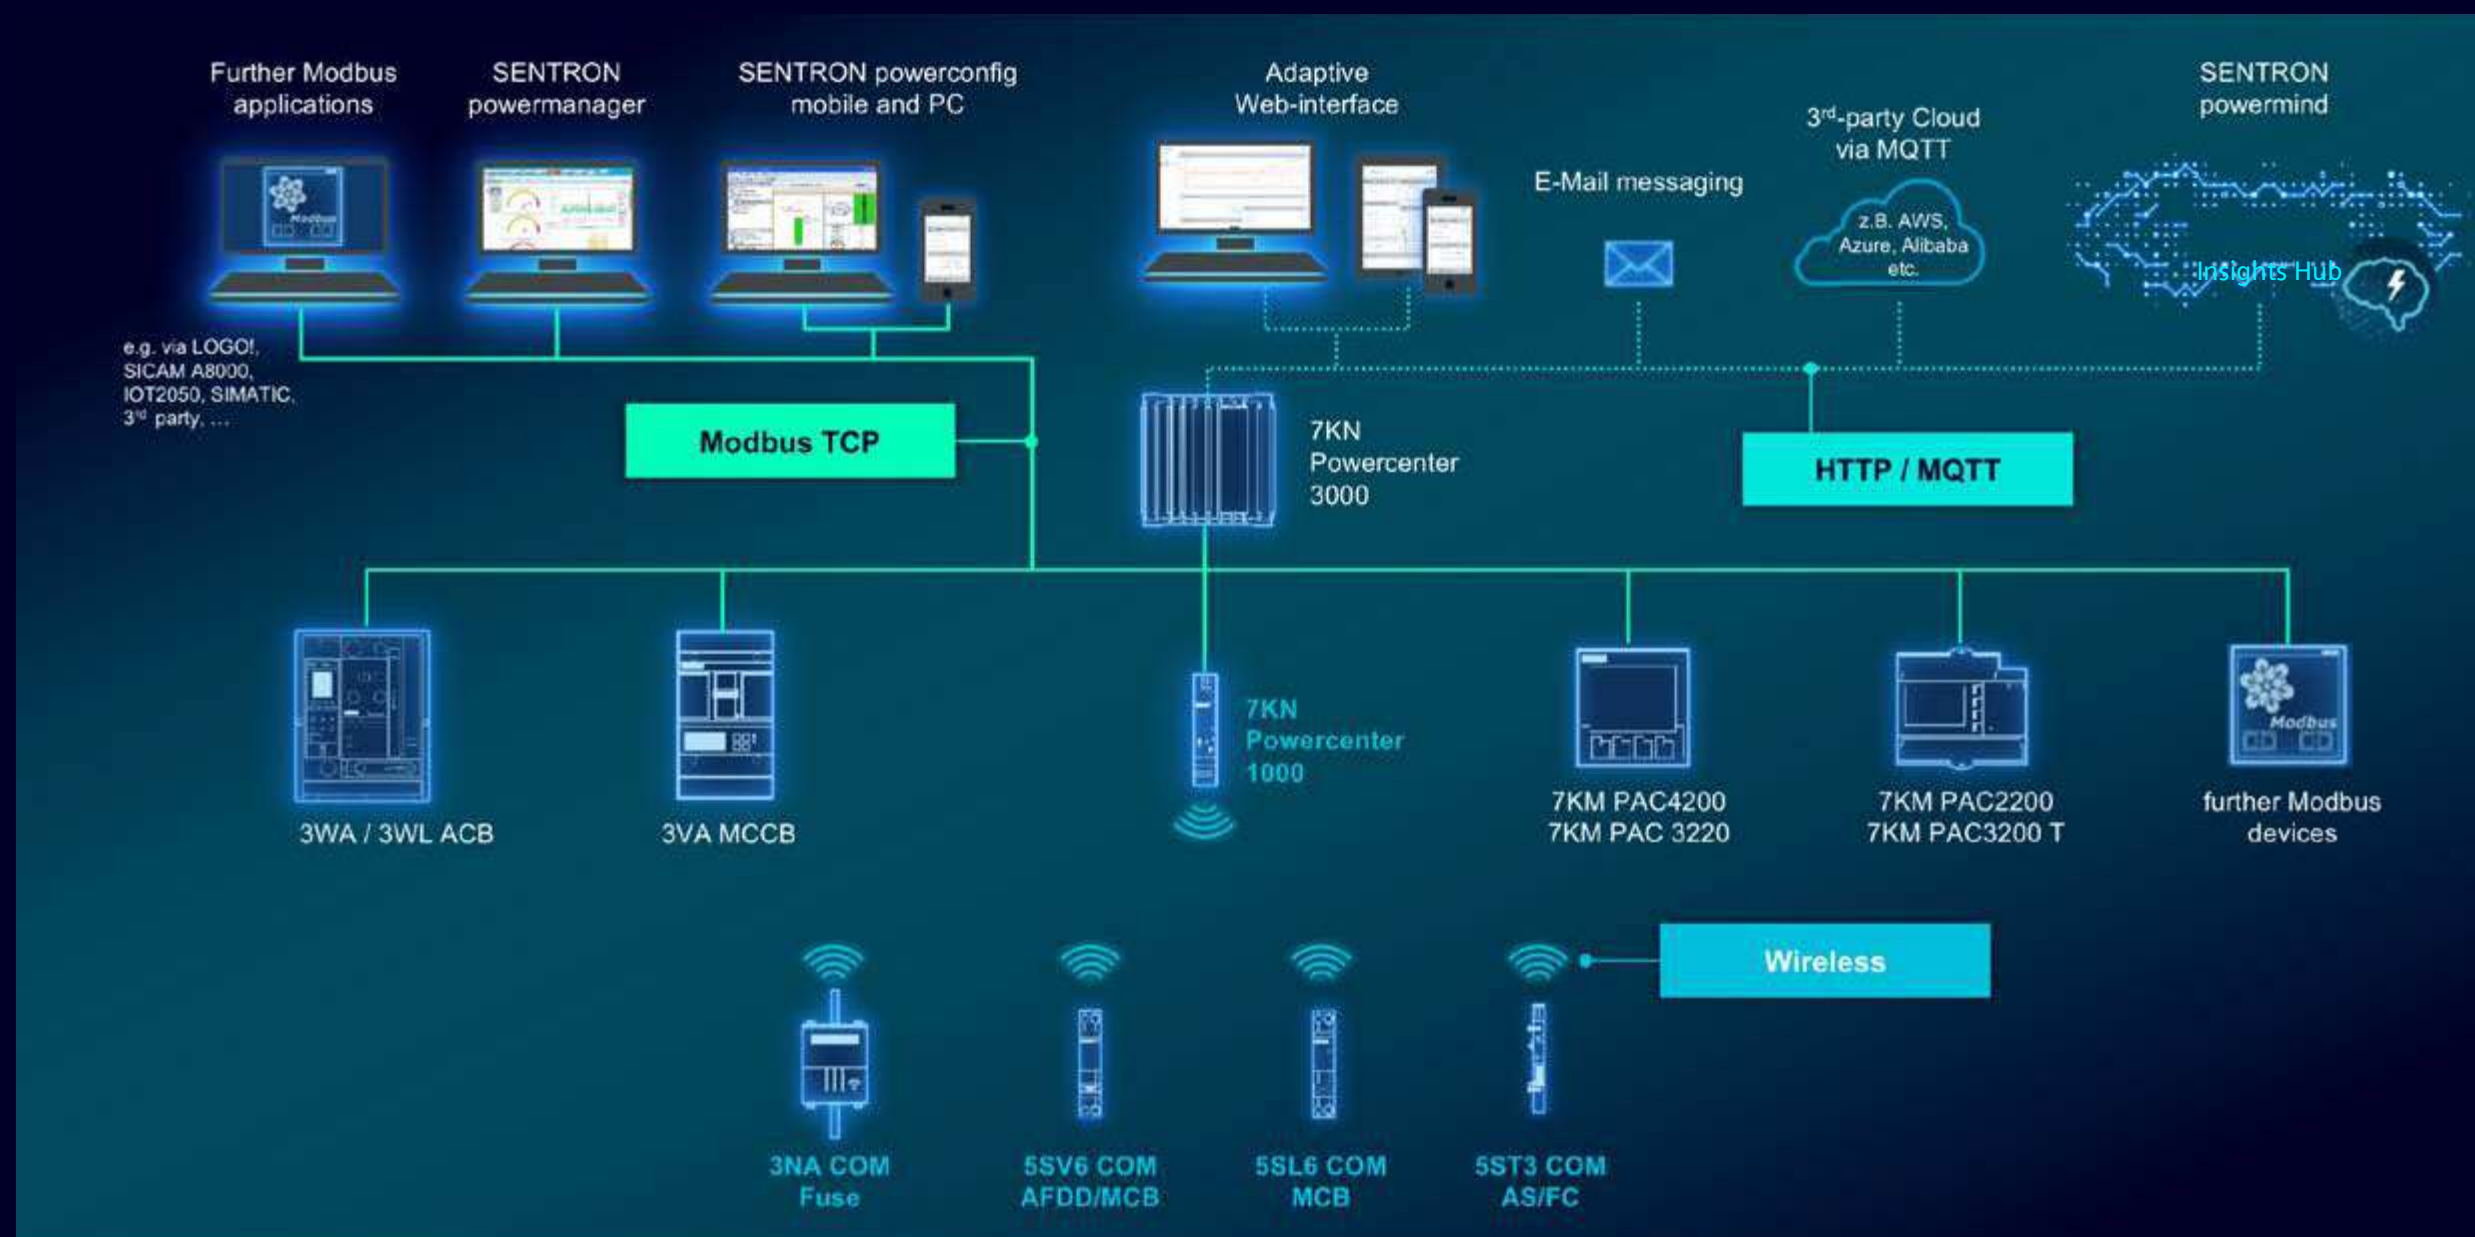 Further Modbus
applications
SENTRON
powermanager
SENTRON powerconfig
mobile and PC
Adaptive
Web-interface
E-Mail messaging
3rd-party Cloud
via MQTT
z.B. AWS,
Azure, Alibaba
etc.
SENTRON
powermind
Insights Hub
Modbus
e.g. via LOGO!,
SICAM A8000,
IOT2050, SIMATIC,
3rd party, ...
Modbus TCP
7KN
Powercenter
3000
HTTP / MQTT
3WA / 3WL ACB
3VA MCCB
7KN
Powercenter
1000
7KM PAC4200
7KM PAC 3220
7KM PAC2200
7KM PAC3200 T
Modbus
further Modbus
devices
Wireless
3NA COM
Fuse
5SV6 COM
AFDD/MCB
5SL6 COM
MCB
5ST3 COM
AS/FC